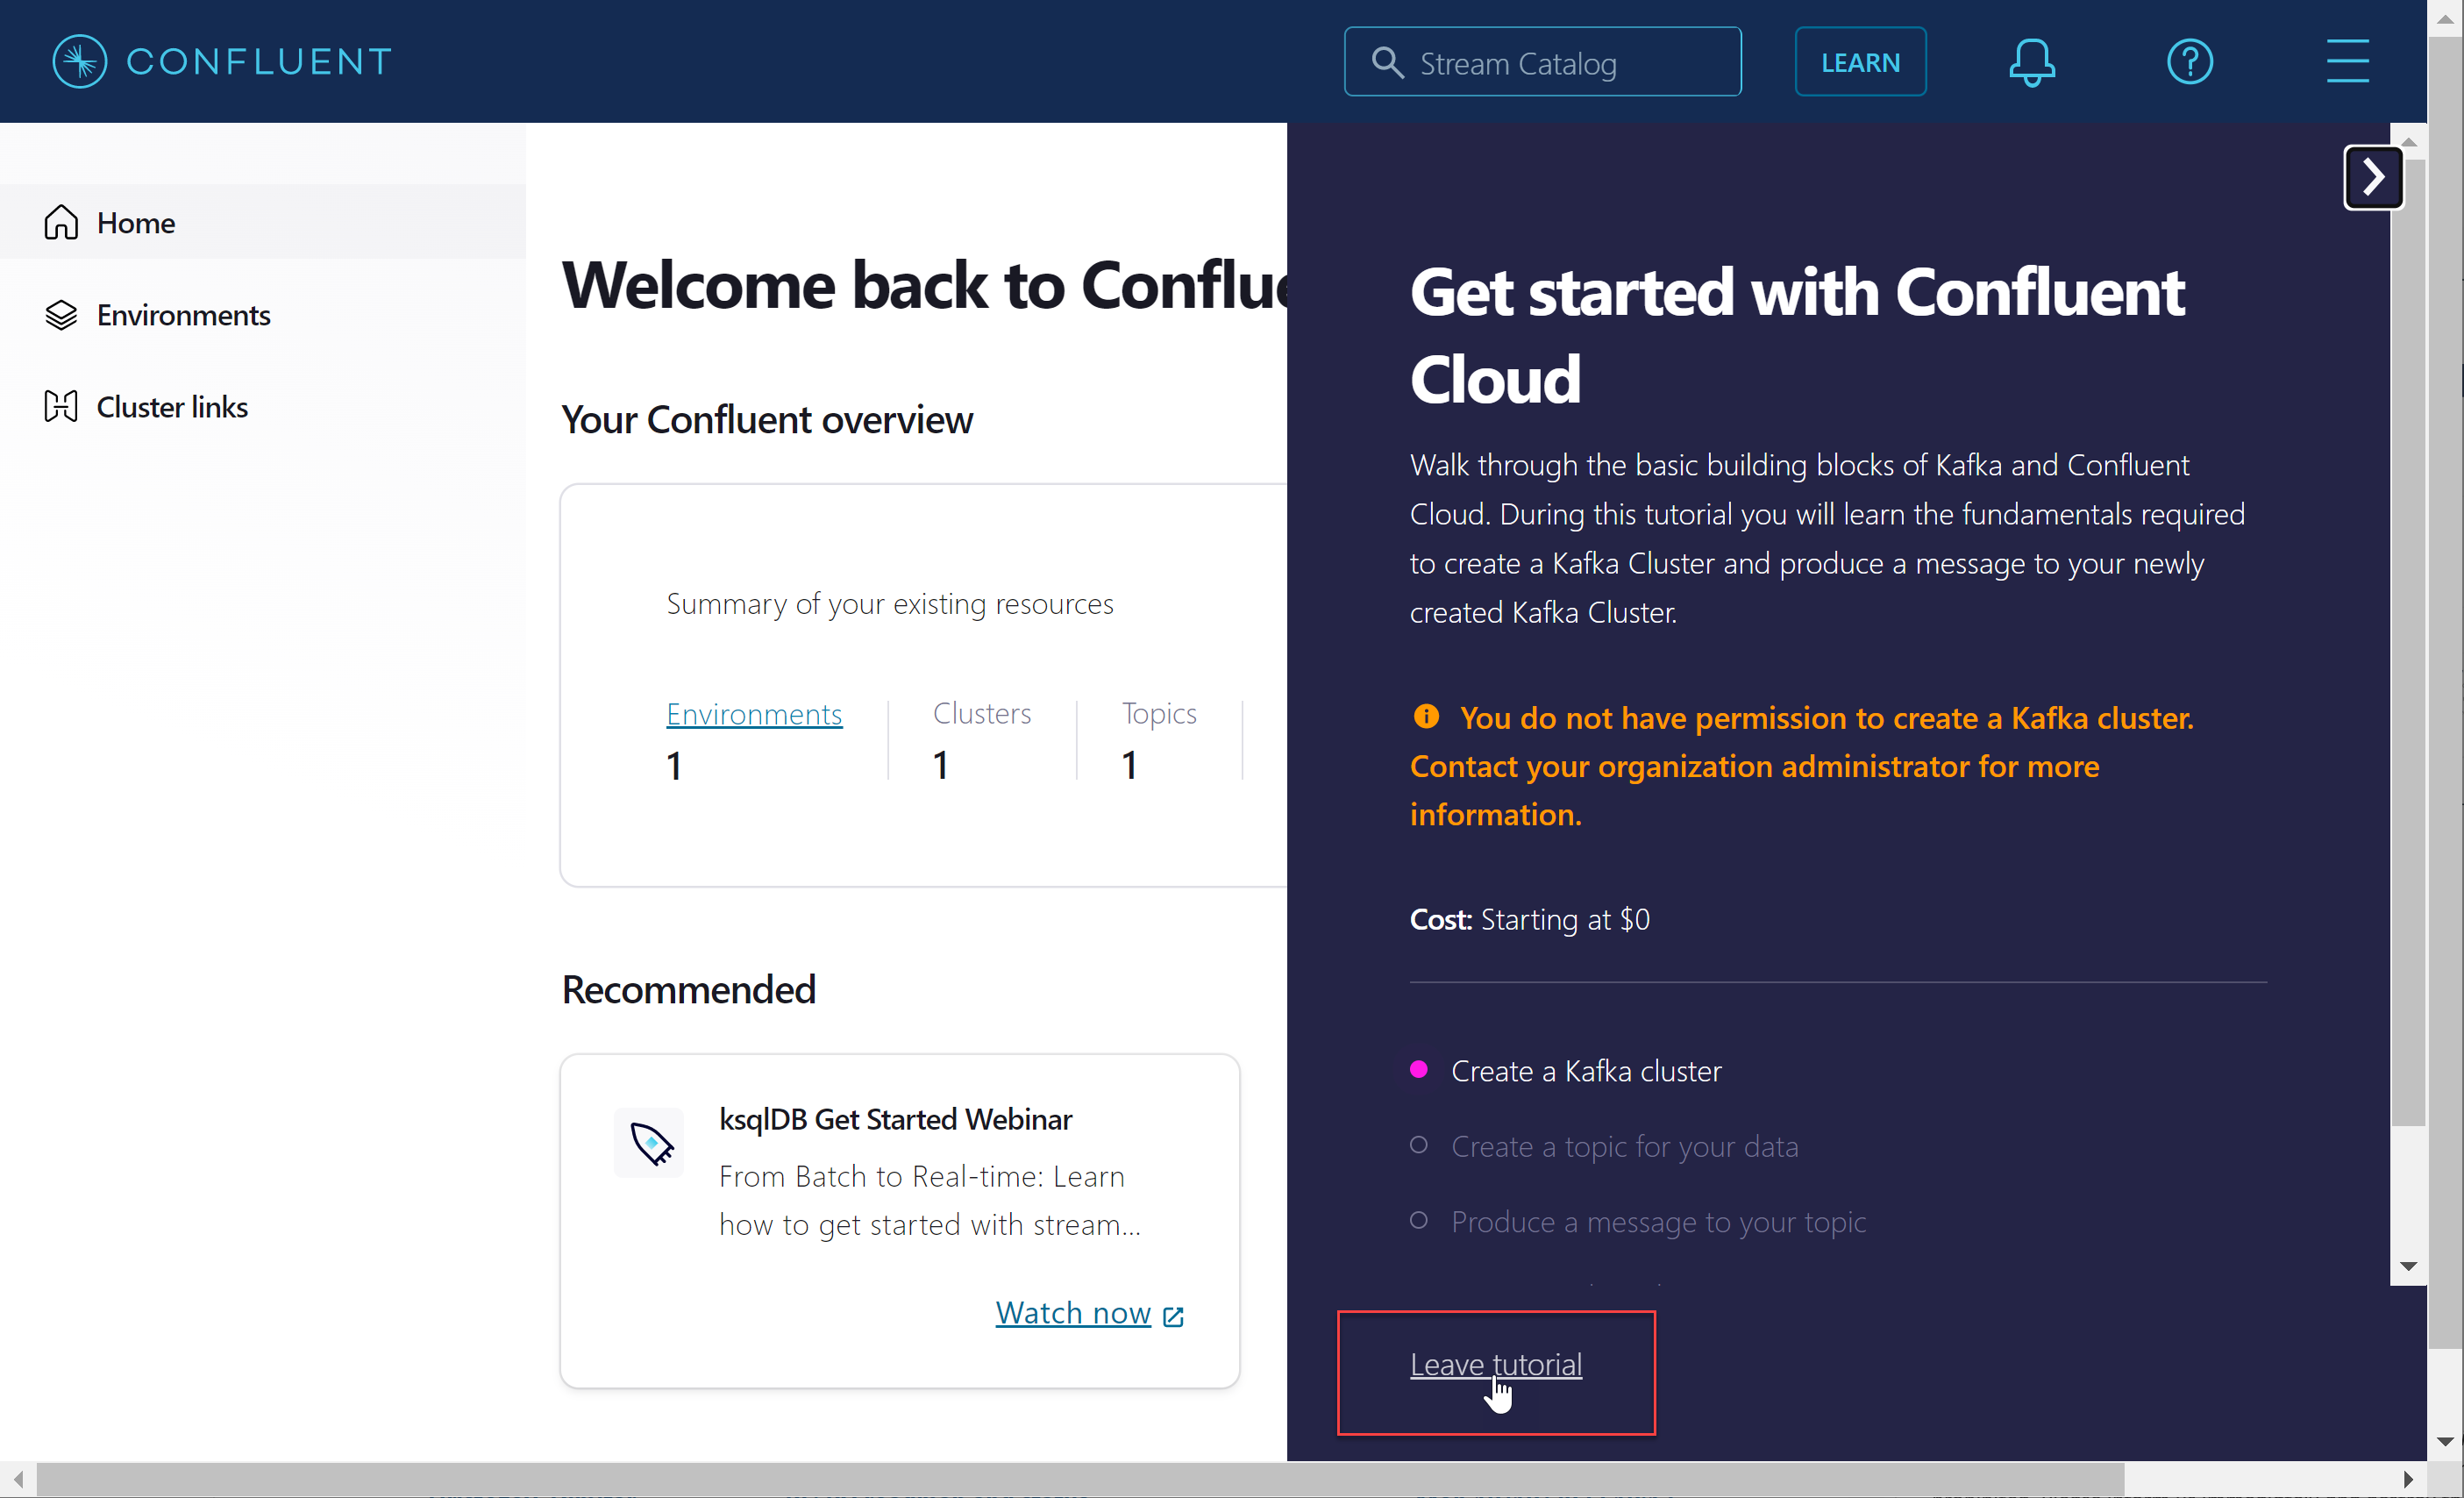 CONFLUENT
Stream Catalog
LEARN
Home
Environments
Cluster links
Welcome back to Conflue
Your Confluent overview
Summary of your existing resources
Environments
1
Clusters
1
Topics
1
Recommended
ksqlDB Get Started Webinar
From Batch to Real-time: Learn
how to get started with stream...
Watch now
Get started with Confluent
Cloud
Walk through the basic building blocks of Kafka and Confluent
Cloud. During this tutorial you will learn the fundamentals required
to create a Kafka Cluster and produce a message to your newly
created Kafka Cluster.
You do not have permission to create a Kafka cluster.
Contact your organization administrator for more
information.
Cost: Starting at $0
Create a Kafka cluster
Create a topic for your data
Produce a message to your topic
Leave tutorial